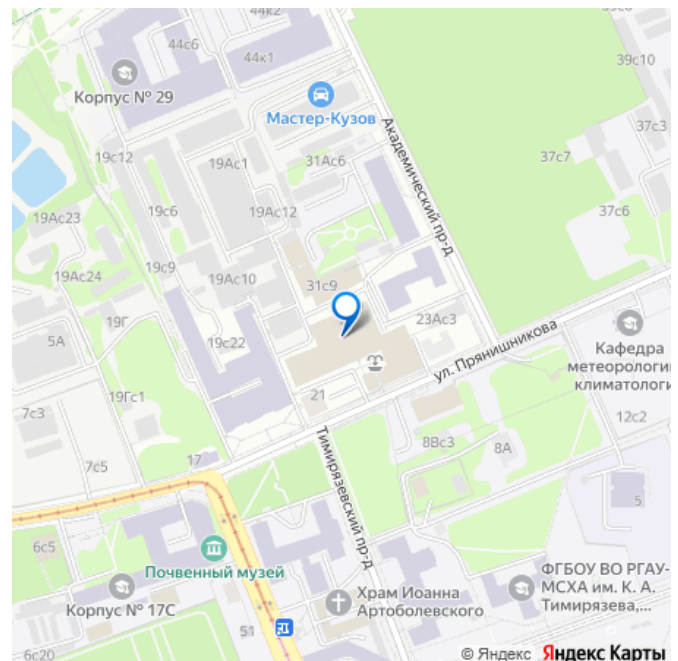 44к2
39с10
44с6
44к1
Корпус № 29
Мастер-Кузов
Академический пр-д
37с3
19с12
19Ас1
31Ас6
37с7
19Ас23
19с6
19Ас12
37с6
19Ас24
19с9
19Ас10
31с9
19Г
23Ас3
5А
19с22
ул. Прянишникова
Кафедра
метеорологии
климатологи
7с3
19Гс1
21
12с2
7с5
17
8Вс3
8А
Тимирязевский пр-д
5
6с5
Почвенный музей
ФГБОУ ВО РГАУ-
МСХА им. К. А.
Тимирязева,...
Корпус № 17С
Храм Иоанна
Артоболевского
51
6с20
© Яндекс Яндекс Карты